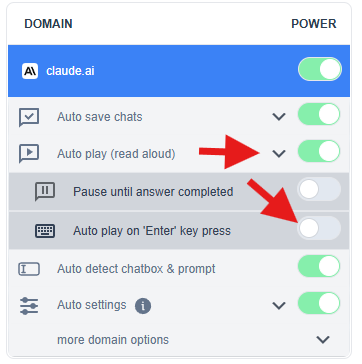 DOMAIN POWER
claude.ai
Auto save chats
Auto play (read aloud)
Pause until answer completed
Auto play on 'Enter' key press
Auto detect chatbox & prompt
Auto settings i
more domain options